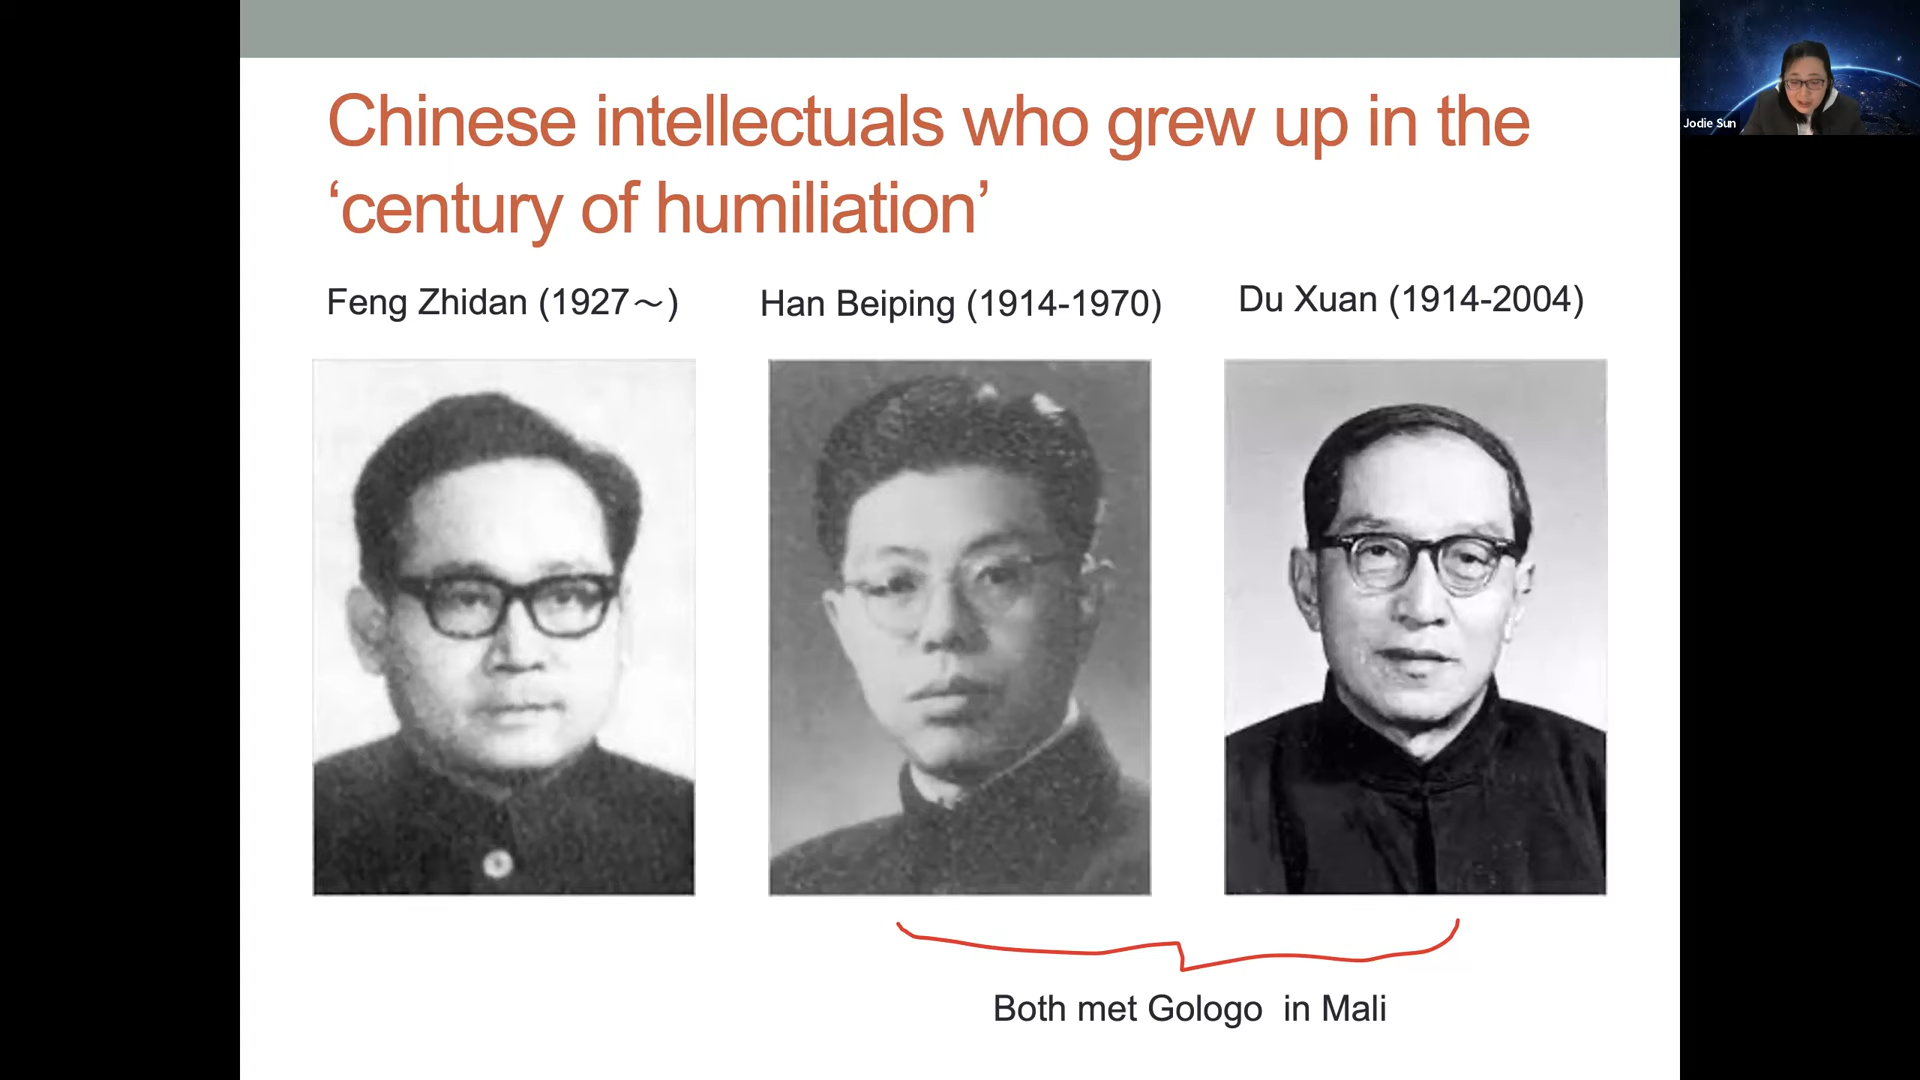 Chinese intellectuals who grew up in the
‘century of humiliation’
Feng Zhidan (1927～)
Han Beiping (1914-1970)
Du Xuan (1914-2004)
Both met Gologo in Mali
Jodie Sun